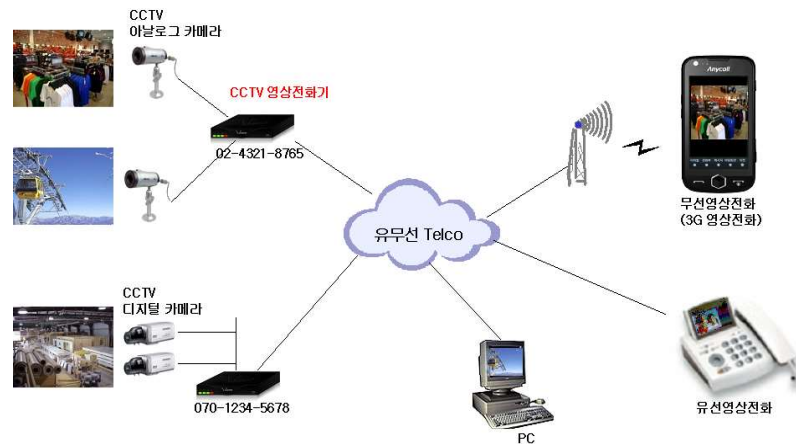 CCTV
아날로그 카메라
CCTV 영상전화기
02-4321-8765
Anycall
무선영상전화
(3G 영상전화)
유무선 Telco
CCTV
디지털 카메라
070-1234-5678
PC
유선영상전화